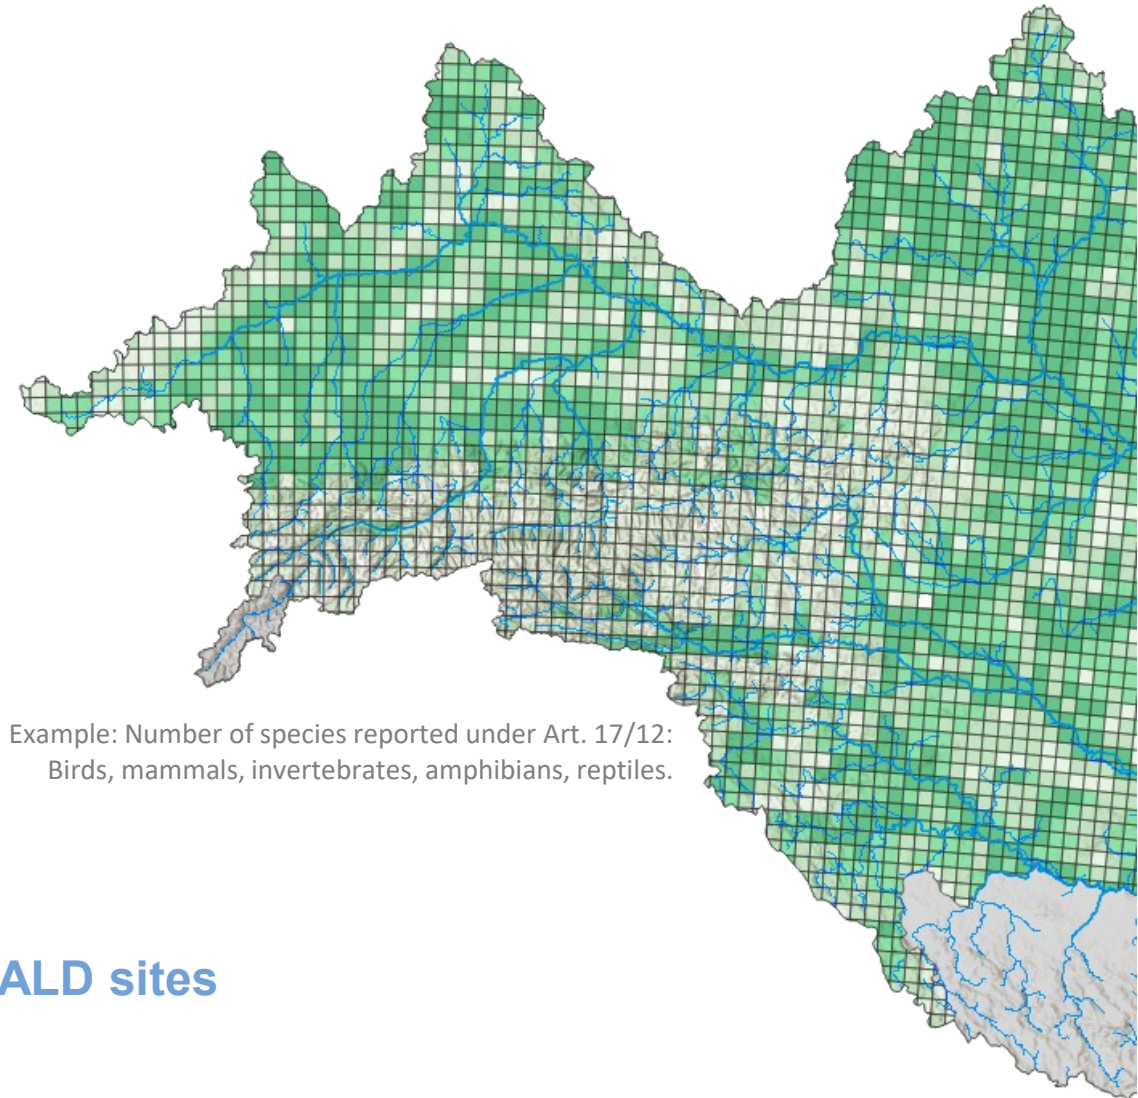 Example: Number of species reported under Art. 17/12:
Birds, mammals, invertebrates, amphibians, reptiles.
ALD sites